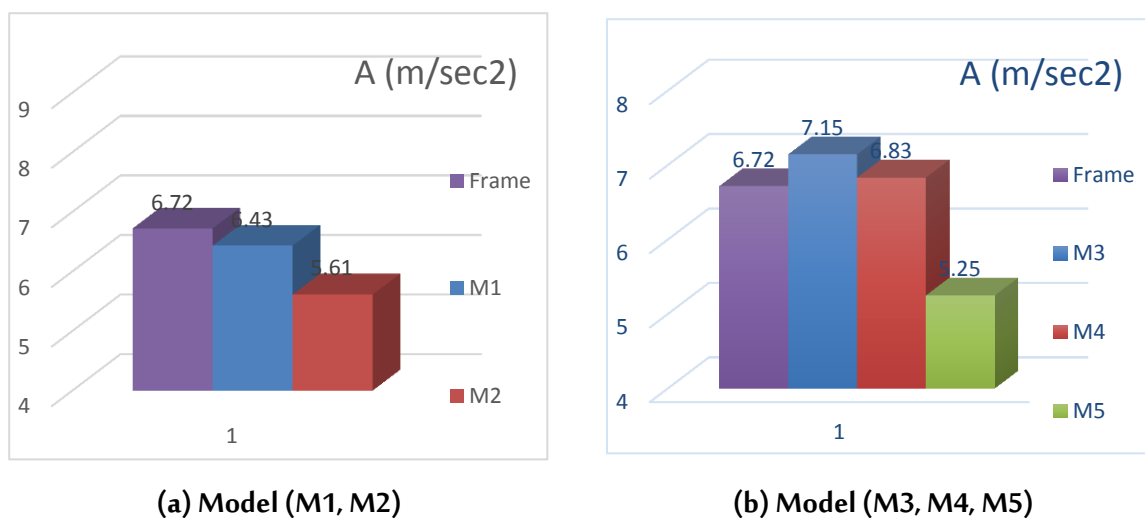 A (m/sec2)
9
8
7
6
5
4
6.72
6.43
5.61
Frame
M1
M2
1
(a) Model (M1, M2)
A (m/sec2)
8
7
6
5
4
6.72
7.15
6.83
5.25
Frame
M3
M4
M5
1
(b) Model (M3, M4, M5)